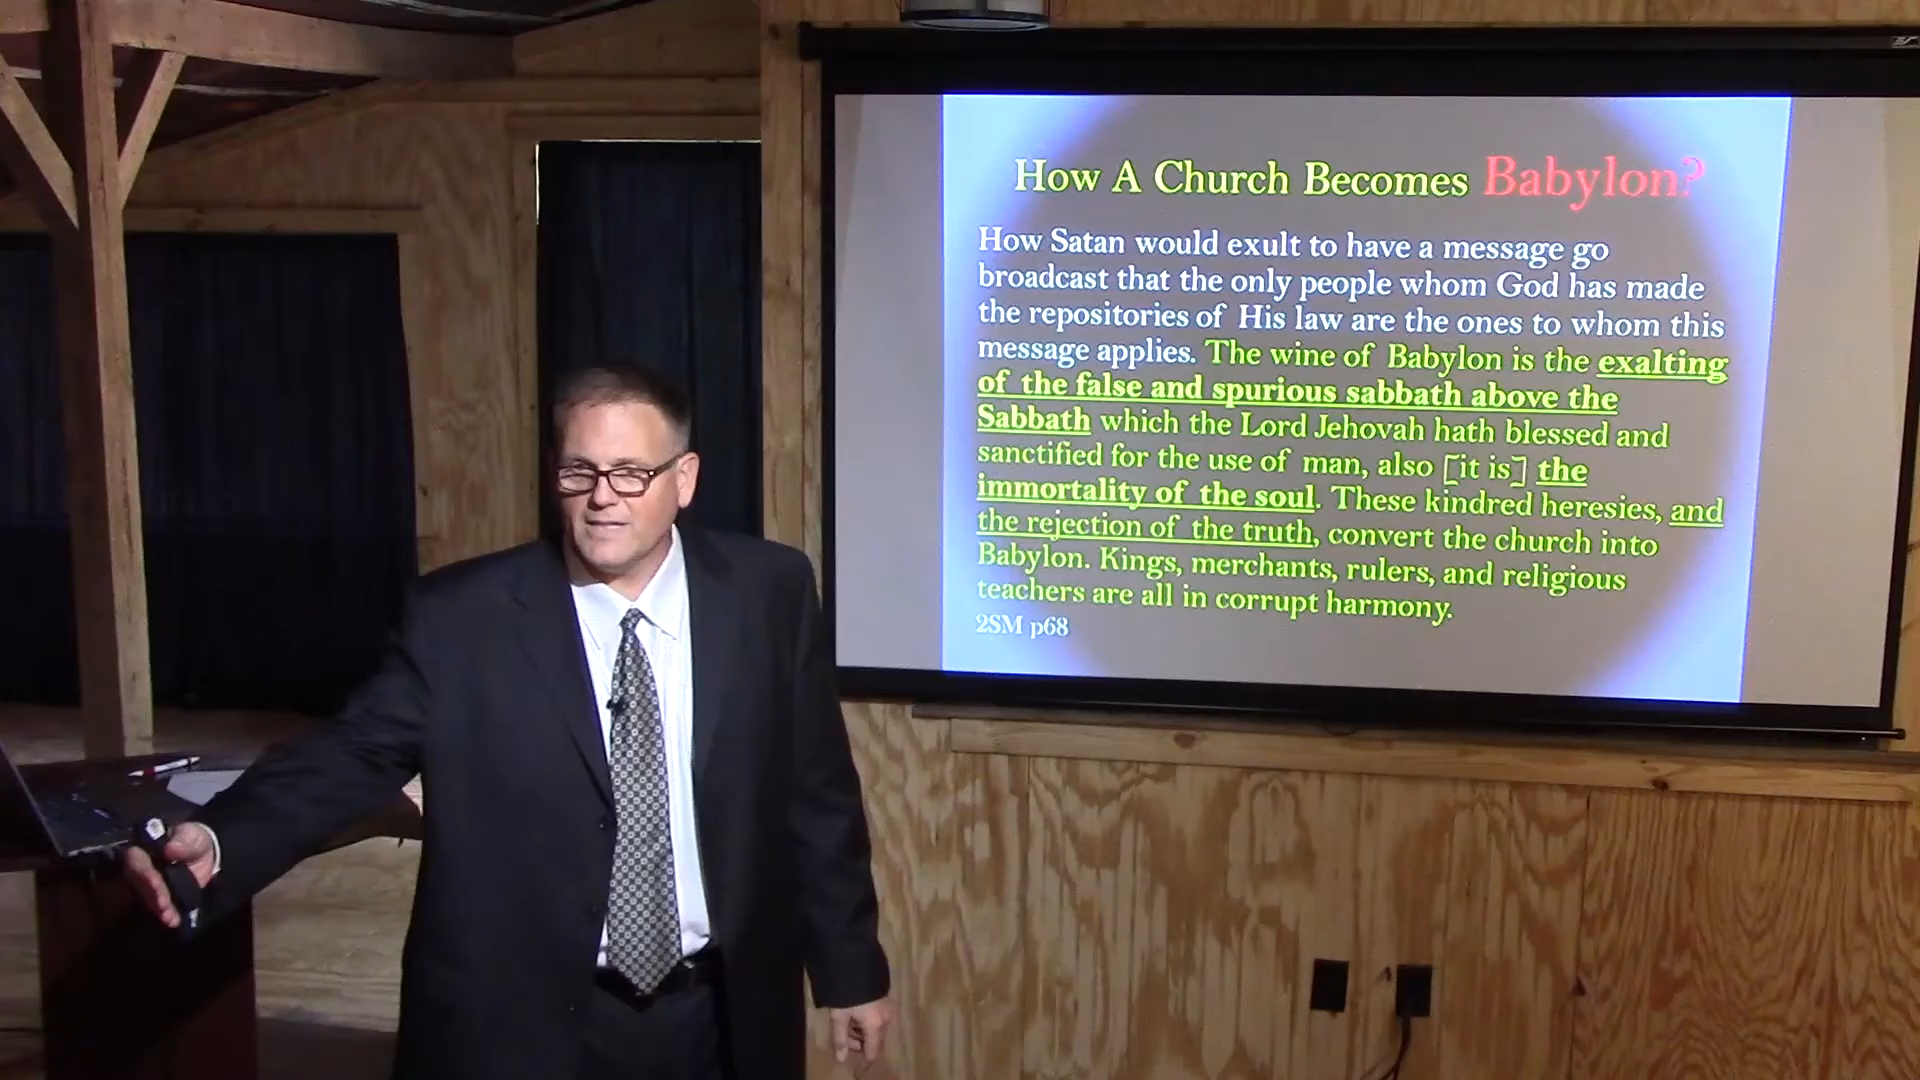 How A Church Becomes Babylon?
How Satan would exult to have a message go
broadcast that the only people whom God has made
the repositories of His law are the ones to whom this
message applies. The wine of Babylon is the exalting
of the false and spurious sabbath above the
Sabbath which the Lord Jehovah hath blessed and
sanctified for the use of man, also [it is] the
immortality of the soul. These kindred heresies, and
the rejection of the truth, convert the church into
Babylon. Kings, merchants, rulers, and religious
teachers are all in corrupt harmony.
2SM p68